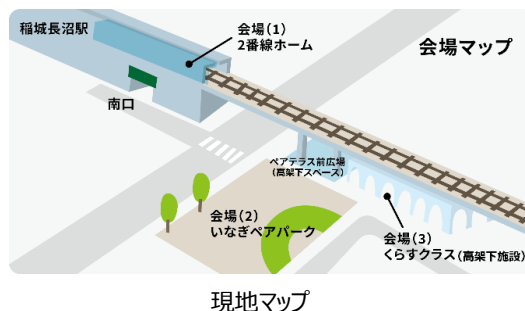 稲城長沼駅
会場(1)
2番線ホーム
会場マップ
南口
ペアテラス前広場
(高架下スペース)
会場(2)
いなぎペアパーク
会場(3)
くらすクラス(高架下施設)
現地マップ